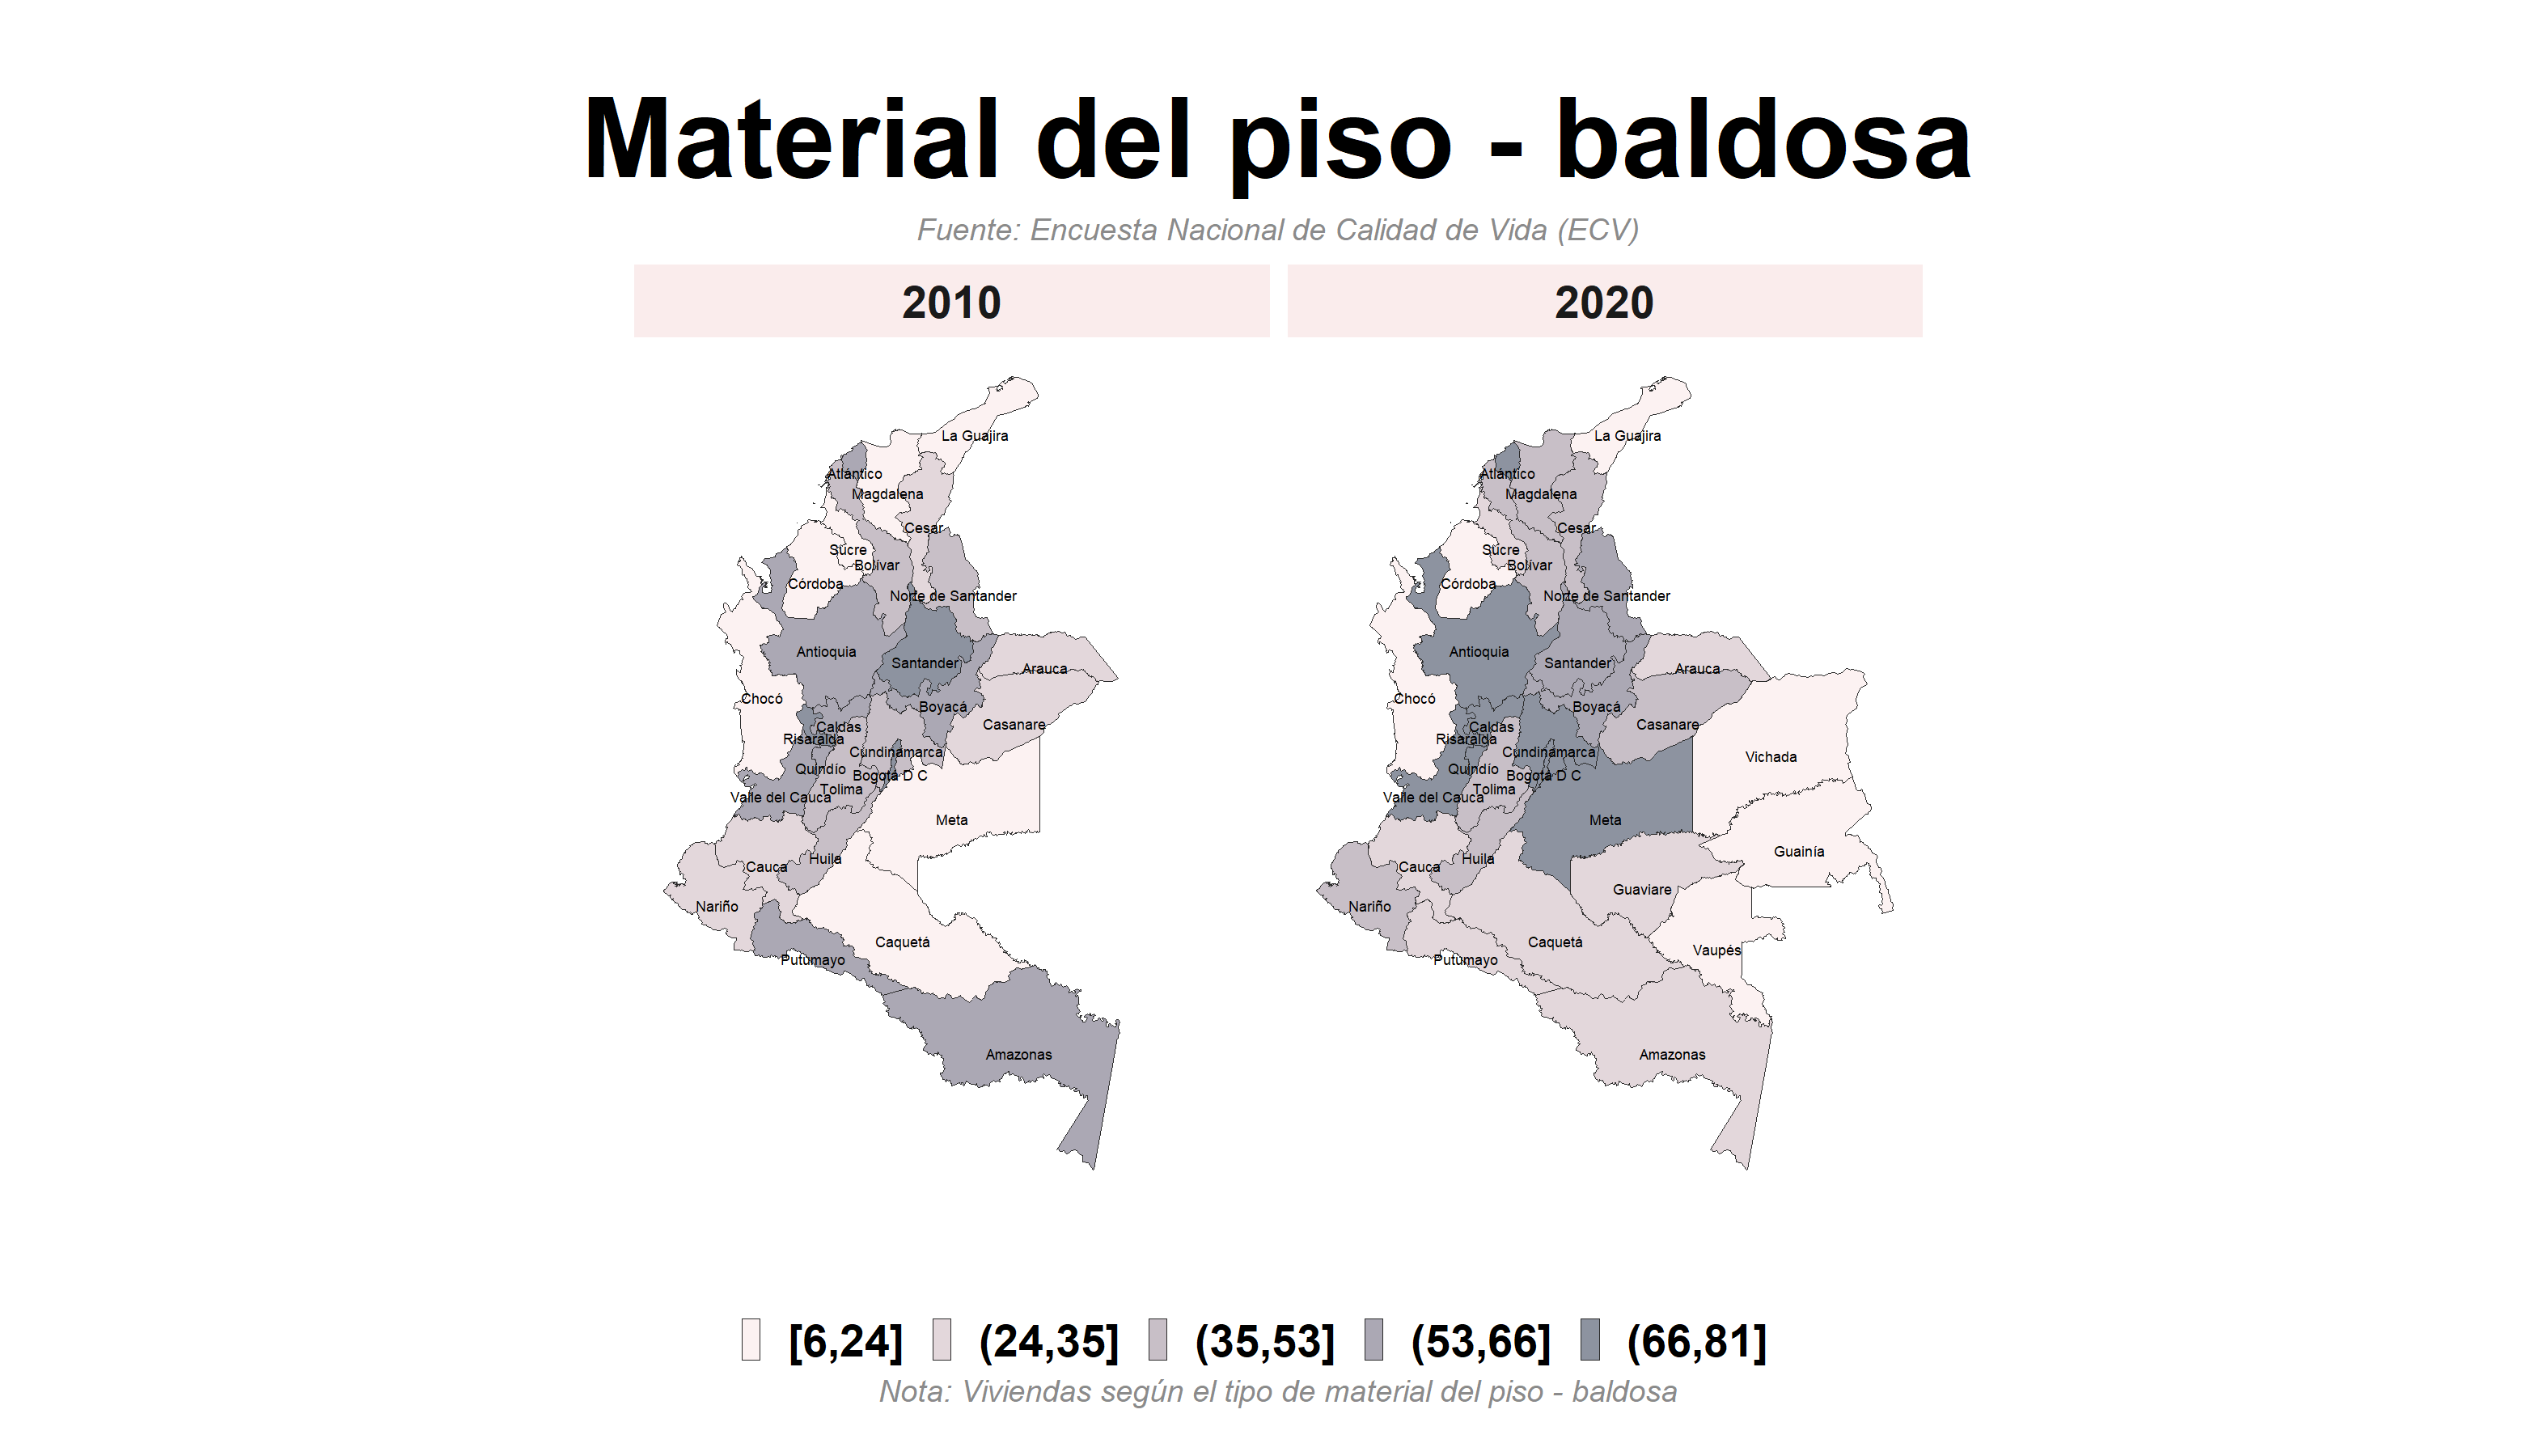 Material del piso - baldosa
Fuente: Encuesta Nacional de Calidad de Vida (ECV)
2010
2020
La Guajira
Atlántico
Magdalena
Cesar
Sucre
Bolívar
Córdoba
Norte de Santander
Antioquia
Santander
Arauca
Chocó
Boyacá
Casanare
Caldas
Risaralda
Cundinamarca
Quindío
Bogotá D C
Tolima
Valle del Cauca
Meta
Huila
Cauca
Nariño
Caquetá
Putumayo
Amazonas
La Guajira
Atlántico
Magdalena
Cesar
Sucre
Bolívar
Córdoba
Norte de Santander
Antioquia
Santander
Arauca
Chocó
Boyacá
Casanare
Caldas
Risaralda
Cundinamarca
Vichada
Quindío
Bogotá D C
Tolima
Valle del Cauca
Meta
Guainía
Huila
Cauca
Guaviare
Nariño
Caquetá
Vaupés
Putumayo
Amazonas
[6,24] (24,35] (35,53] (53,66] (66,81]
Nota: Viviendas según el tipo de material del piso - baldosa